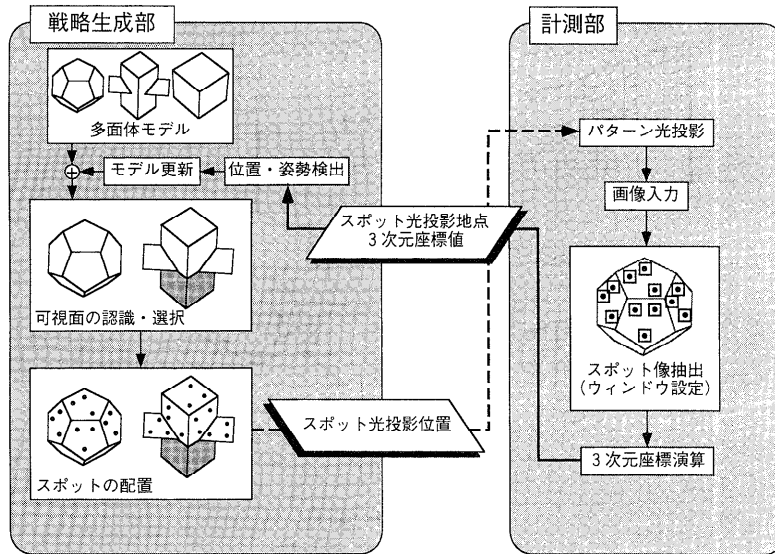 戦略生成部
多面体モデル
モデル更新
位置・姿勢検出
可視面の認識・選択
スポットの配置
スポット光投影地点
3次元座標値
スポット光投影位置
計測部
パターン光投影
画像入力
スポット像抽出
(ウィンドウ設定)
3次元座標演算